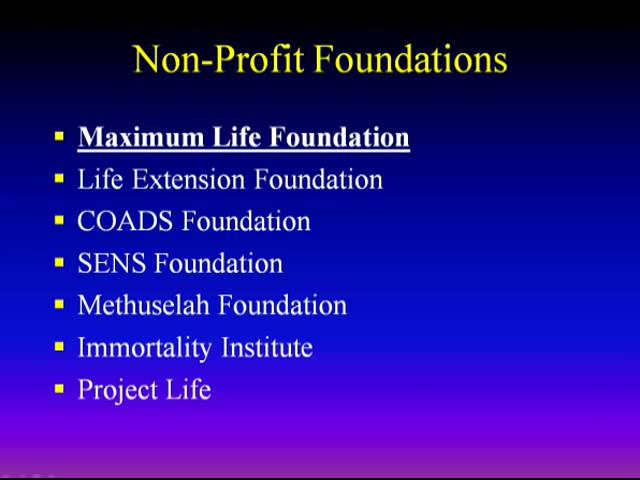 Non-Profit Foundations
Maximum Life Foundation
Life Extension Foundation
COADS Foundation
SENS Foundation
Methuselah Foundation
Immortality Institute
Project Life